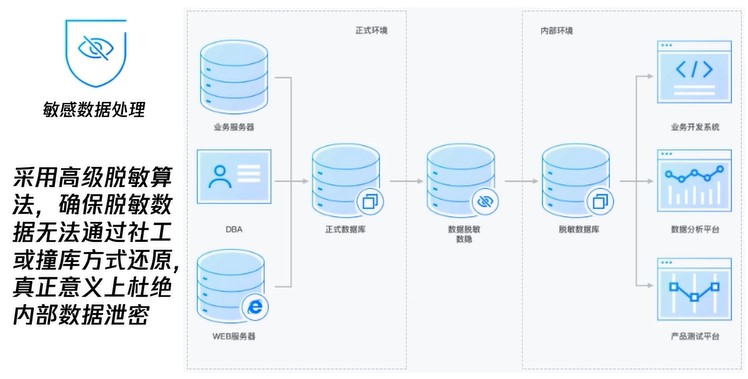 敏感数据处理
采用高级脱敏算
法，确保脱敏数
据无法通过社工
或撞库方式还原，
真正意义上杜绝
内部数据泄密
正式环境
内部环境
业务服务器
DBA
WEB服务器
正式数据库
数据脱敏
数隐
脱敏数据库
业务开发系统
数据分析平台
产品测试平台